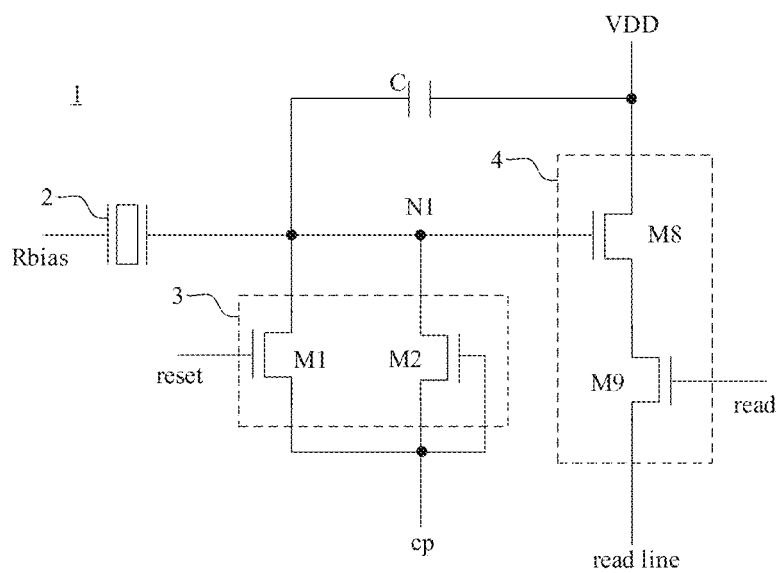 VDD
C
1
4
2
N1
M8
Rbias
3
M1
M2
reset
M9
read
cp
read line